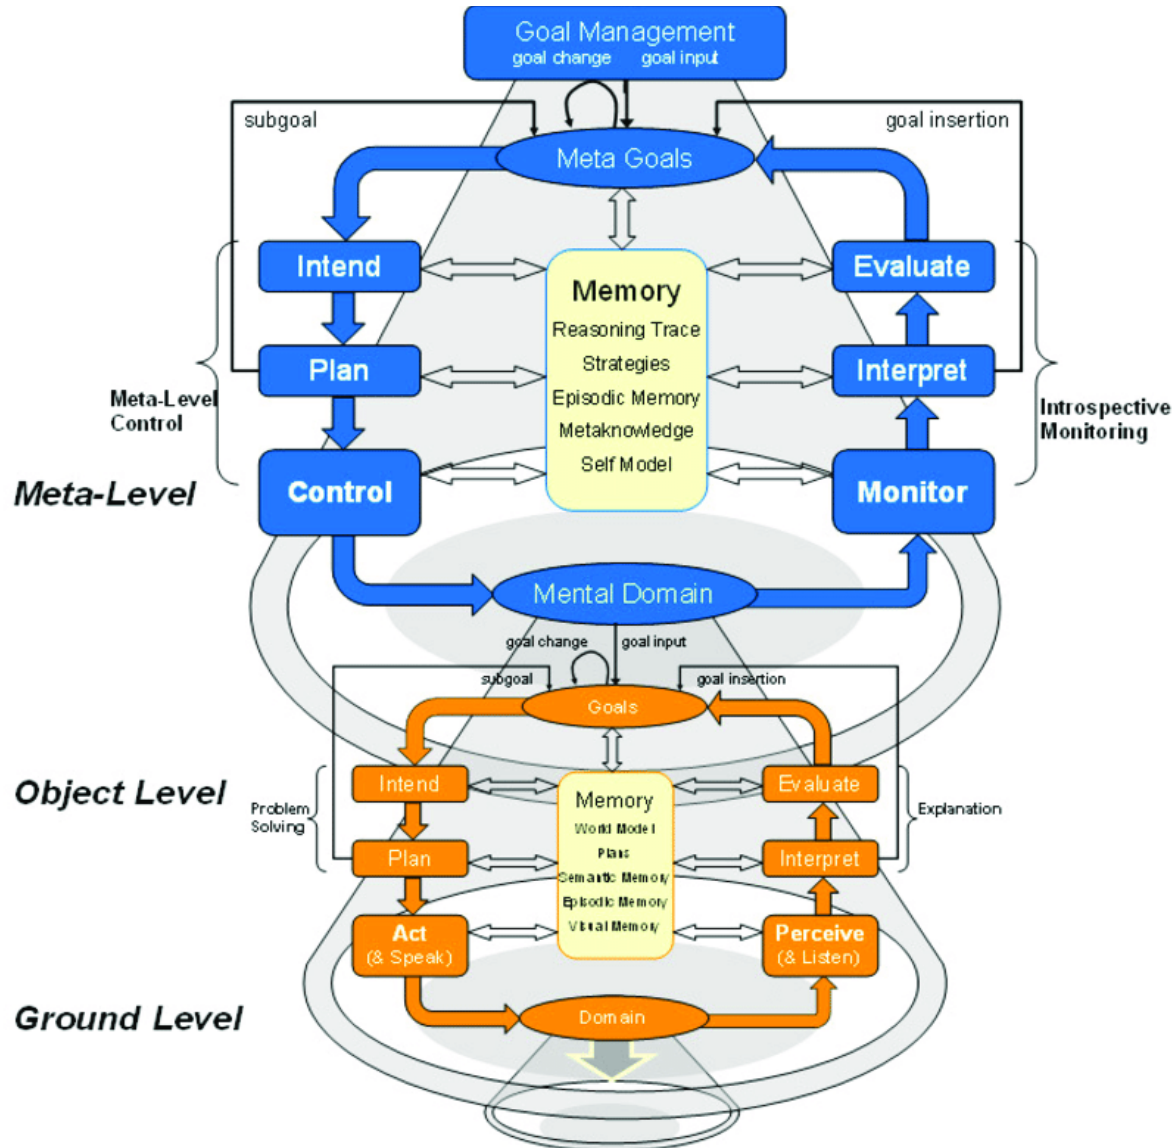 Goal Management
goal change goal input
subgoal
goal insertion
Meta Goals
Intend
Evaluate
Memory
Reasoning Trace
Strategies
Episodic Memory
Metaknowledge
Self Model
Plan
Interpret
Meta-Level
Control
Introspective
Monitoring
Meta-Level
Control
Monitor
Mental Domain
goal change
goal input
subgoal
goal insertion
Goals
Object Level
Problem
Solving
Intend
Evaluate
Explanation
Memory
World Model
Plans
Semantic Memory
Episodic Memory
Visual Memory
Plan
Interpret
Act
(& Speak)
Perceive
(& Listen)
Ground Level
Domain